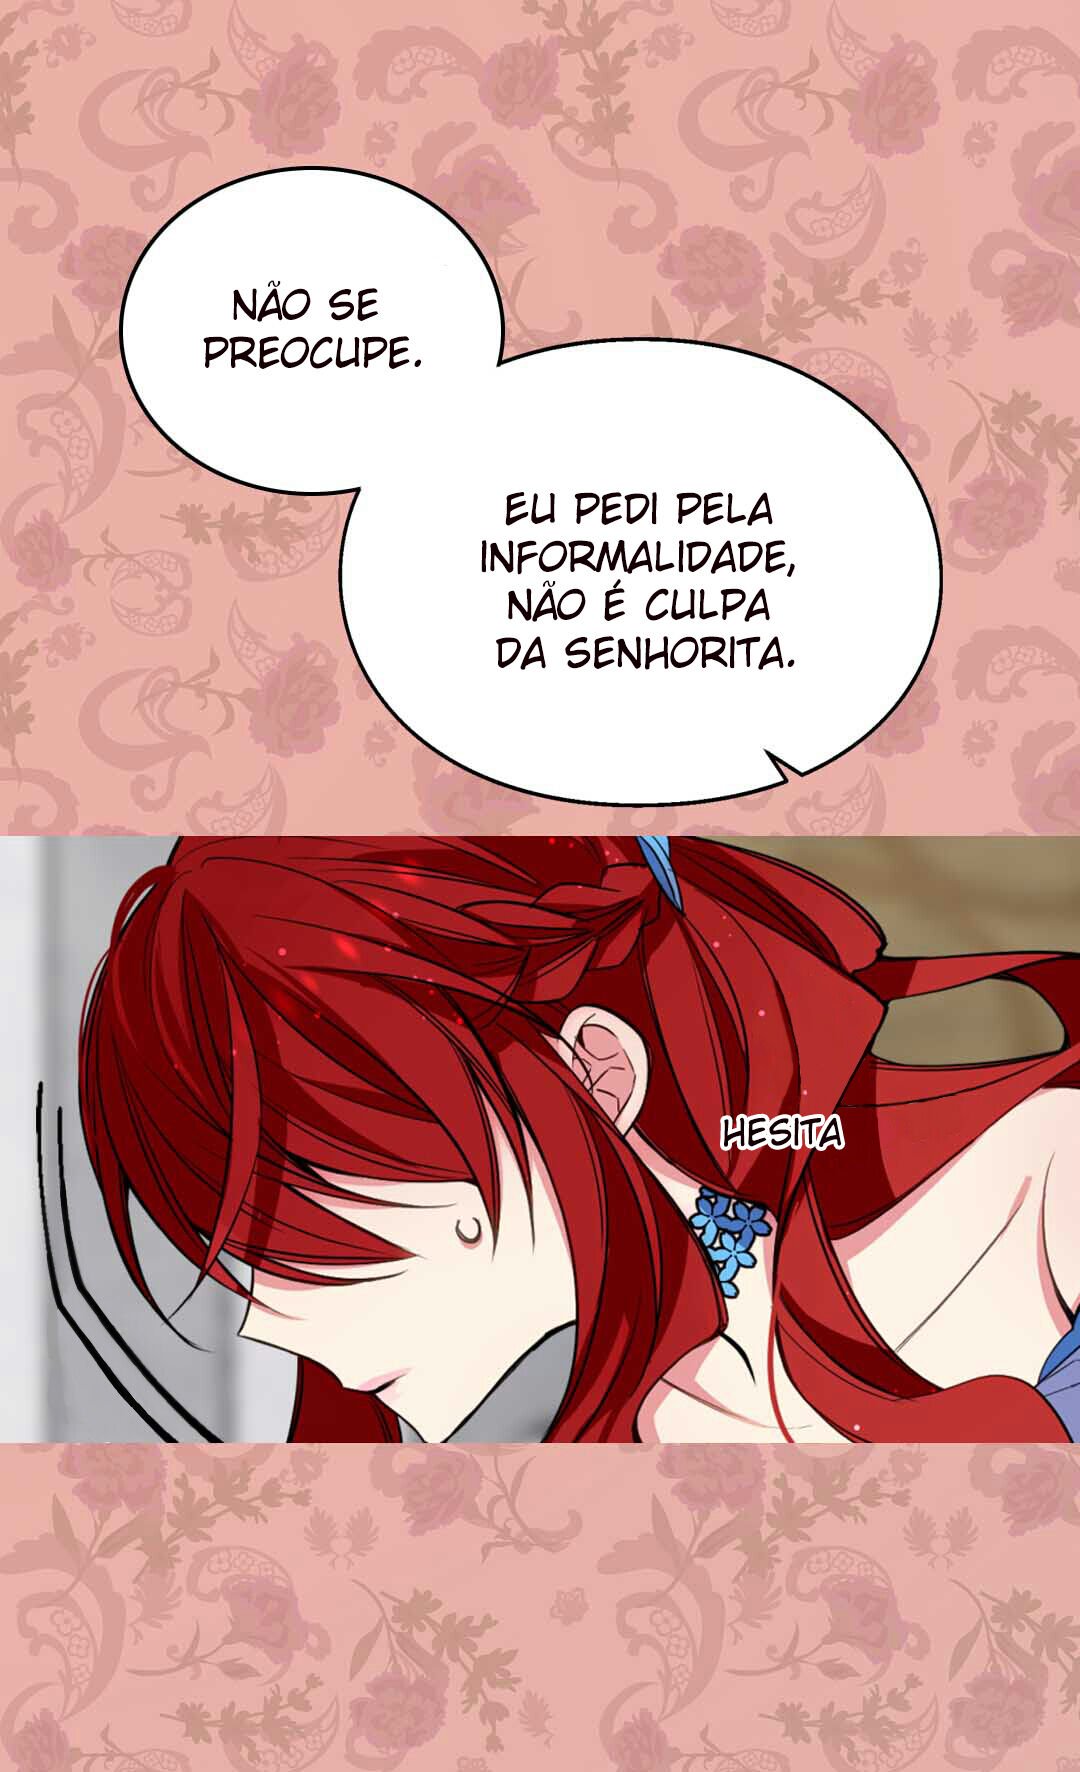 NÃO SE
PREOCUPE.
EU PEDI PELA
INFORMALIDADE,
NÃO É CULPA
DA SENHORITA.
HESITA